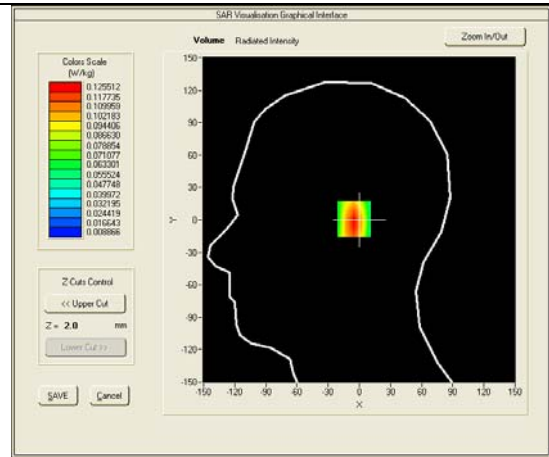 SAR Visualisation Graphical Interface
Volume Radiated Intensity
Zoom In/Out
Colors Scale
(W/kg)
0.125512
0.117735
0.109959
0.102183
0.094406
0.086630
0.078854
0.071077
0.063301
0.055524
0.047748
0.039972
0.032195
0.024419
0.016643
0.008866
Z Cuts Control
<< Upper Cut
Z = 2.0 mm
Lower Cut >>
SAVE Cancel
150
120
90
60
30
0
-30
-60
-90
-120
-150
Y
-150 -120 -90 -60 -30 0 30 60 90 120 150
X